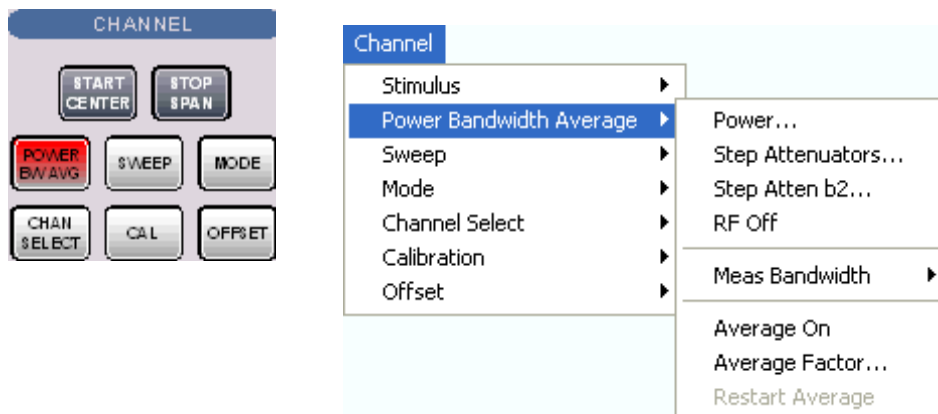 CHANNEL
START
CENTER
STOP
SPAN
POWER
BW AVG
SWEEP
MODE
CHAN
SELECT
CAL
OFFSET
Channel
Stimulus
Power Bandwidth Average
Sweep
Mode
Channel Select
Calibration
Offset
Power...
Step Attenuators...
Step Atten b2...
RF Off
Meas Bandwidth
Average On
Average Factor...
Restart Average